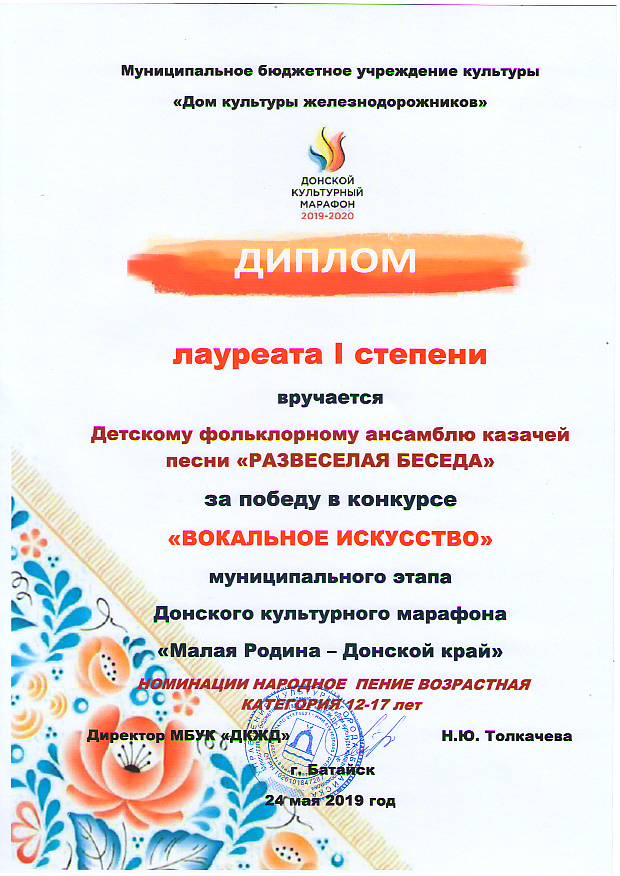 Муниципальное бюджетное учреждение культуры
«Дом культуры железнодорожников»
ДОНСКОЙ
КУЛЬТУРНЫЙ
МАРАФОН
2019-2020
ДИПЛОМ
лауреата I степени
вручается
Детскому фольклорному ансамблю казачей
песни «РАЗВЕСЕЛАЯ БЕСЕДА»
за победу в конкурсе
«ВОКАЛЬНОЕ ИСКУССТВО»
муниципального этапа
Донского культурного марафона
«Малая Родина – Донской край»
НОМИНАЦИИ НАРОДНОЕ ПЕНИЕ ВОЗРАСТНАЯ
КАТЕГОРИЯ 12-17 лет
Директор МБУК «ДКЖД» Н.Ю. Толкачева
г. Батайск
24 мая 2019 год